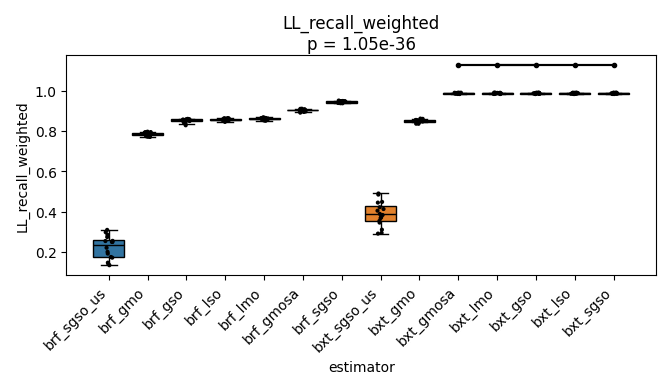 LL_recall_weighted
p = 1.05e-36
LL_recall_weighted
1.0
0.8
0.6
0.4
0.2
brf_sgso_us
brf_gmo
brf_gso
brf_lso
brf_lmo
brf_gmosa
brf_sgso
bxt_sgso_us
bxt_gmo
bxt_gmosa
bxt_lmo
bxt_gso
bxt_lso
bxt_sgso
estimator